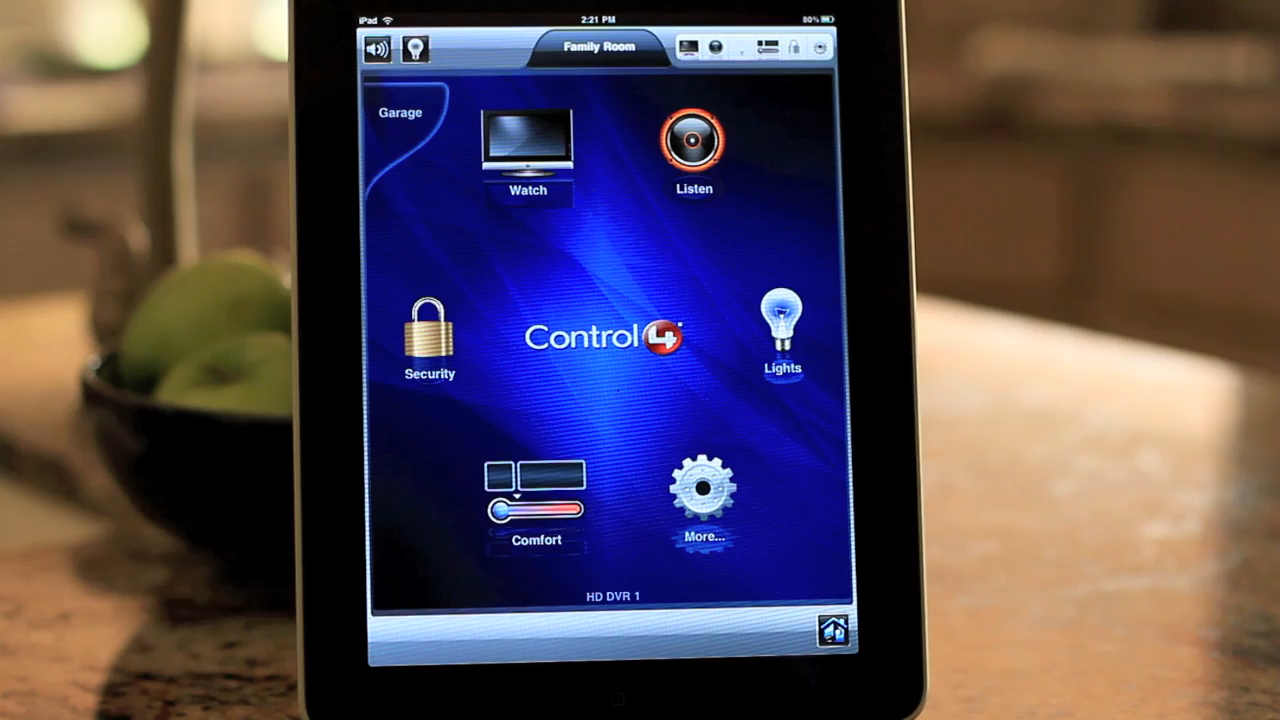 iPad
2:21 PM
80%
Family Room
Garage
Watch
Listen
Security
Control4
Lights
Comfort
More...
HD DVR 1